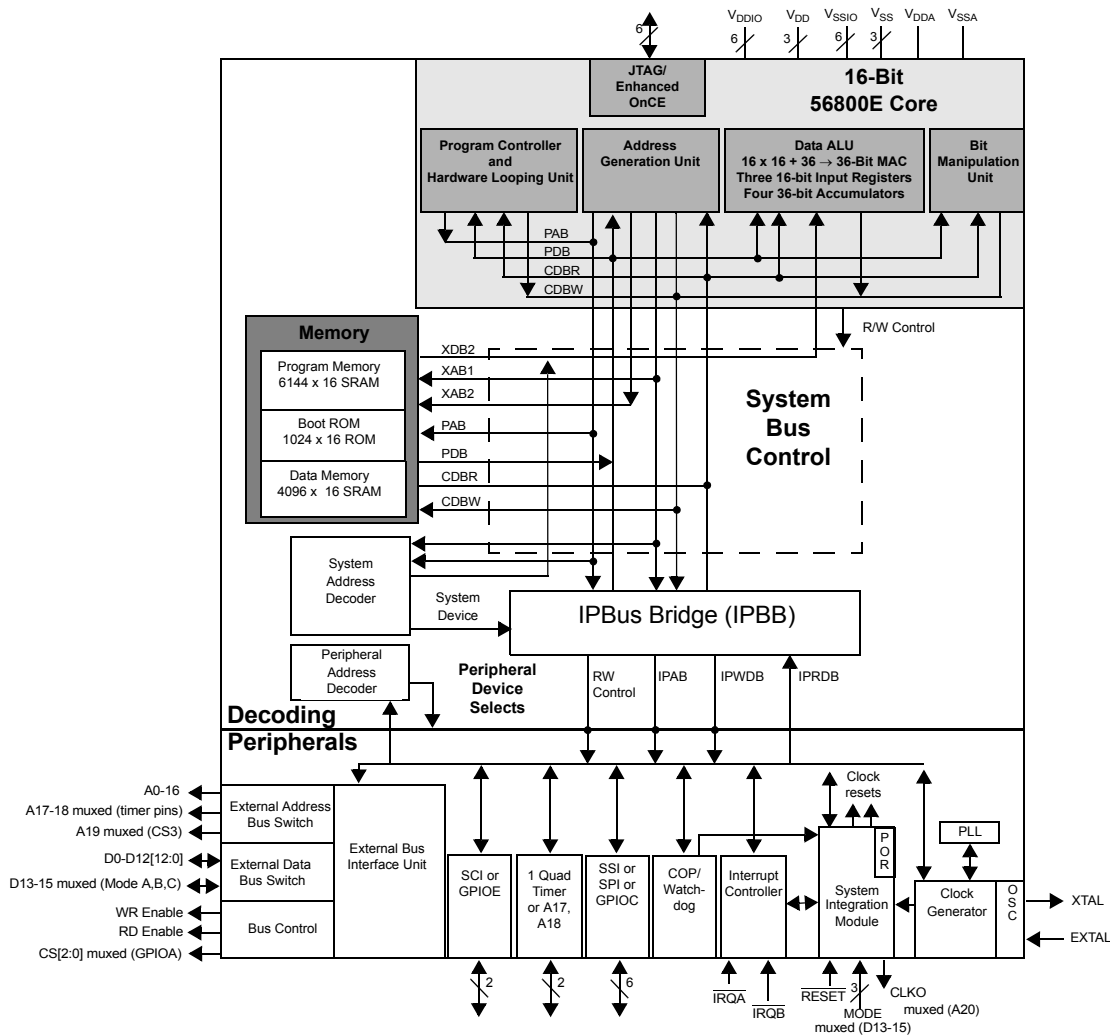 V_DDIO V_DD V_SSIO V_SS V_DDA V_SSA
6 6 3 6 3
JTAG/
Enhanced
OnCE
16-Bit
56800E Core
Program Controller
and
Hardware Looping Unit
Address
Generation Unit
Data ALU
16 x 16 + 36 → 36-Bit MAC
Three 16-bit Input Registers
Four 36-bit Accumulators
Bit
Manipulation
Unit
PAB
PDB
CDBR
CDBW
R/W Control
Memory
Program Memory
6144 x 16 SRAM
Boot ROM
1024 x 16 ROM
Data Memory
4096 x 16 SRAM
XDB2
XAB1
XAB2
PAB
PDB
CDBR
CDBW
System
Bus
Control
System
Address
Decoder
System
Device
IPBus Bridge (IPBB)
Peripheral
Address
Decoder
Peripheral
Device
Selects
RW
Control
IPAB
IPWDB
IPRDB
Decoding
Peripherals
A0-16
A17-18 muxed (timer pins)
A19 muxed (CS3)
D0-D12[12:0]
D13-15 muxed (Mode A,B,C)
WR Enable
RD Enable
CS[2:0] muxed (GPIOA)
External Address
Bus Switch
External Data
Bus Switch
Bus Control
External Bus
Interface Unit
SCI or
GPIOE
1 Quad
Timer
or A17,
A18
SSI or
SPI or
GPIOC
COP/
Watch-
dog
Interrupt
Controller
Clock
resets
P
O
R
System
Integration
Module
PLL
Clock
Generator
O
S
C
XTAL
EXTAL
2 2 6
IRQA
IRQB
RESET
3
MODE
muxed (D13-15)
CLKO
muxed (A20)